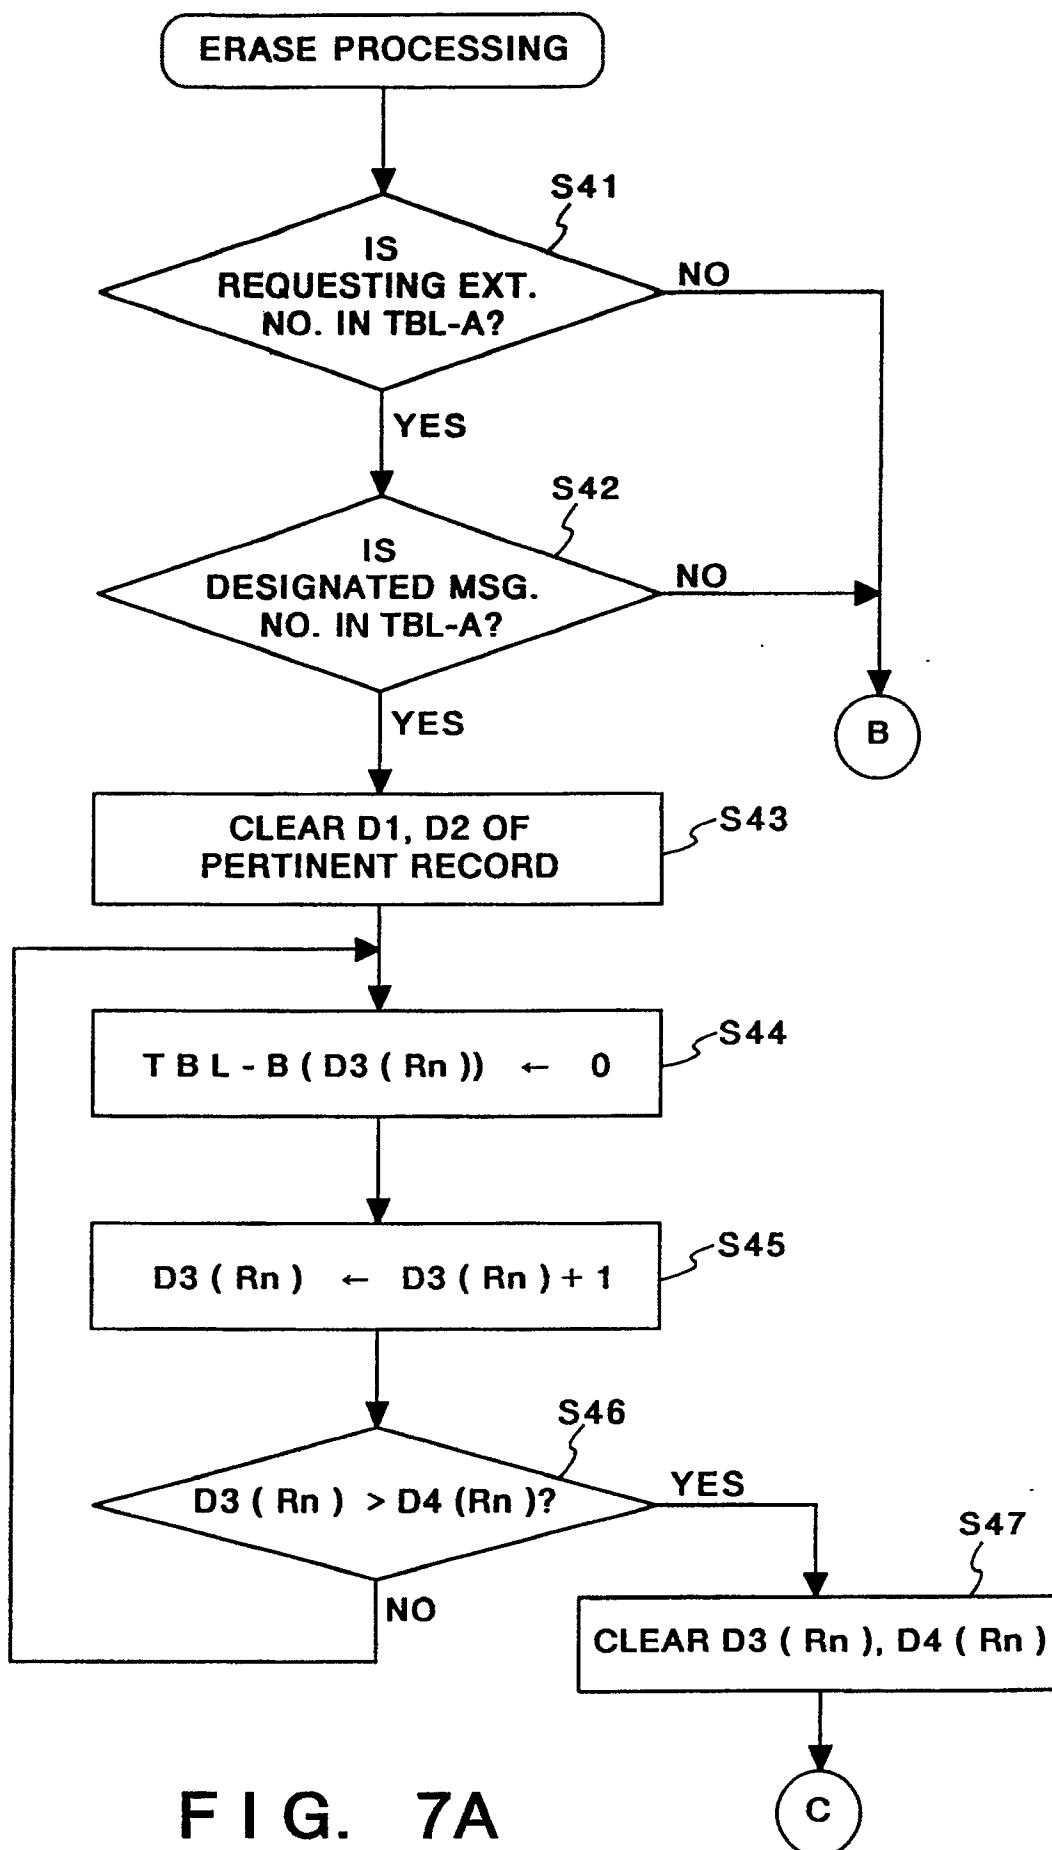 ERASE PROCESSING
S41
IS
REQUESTING EXT.
NO. IN TBL-A?
NO
YES
S42
IS
DESIGNATED MSG.
NO. IN TBL-A?
NO
YES
B
CLEAR D1, D2 OF
PERTINENT RECORD
S43
TBL-B(D3(Rn)) ← 0
S44
D3(Rn) ← D3(Rn)+1
S45
S46
D3(Rn) > D4(Rn)?
YES
NO
S47
CLEAR D3(Rn), D4(Rn)
C
FIG. 7A